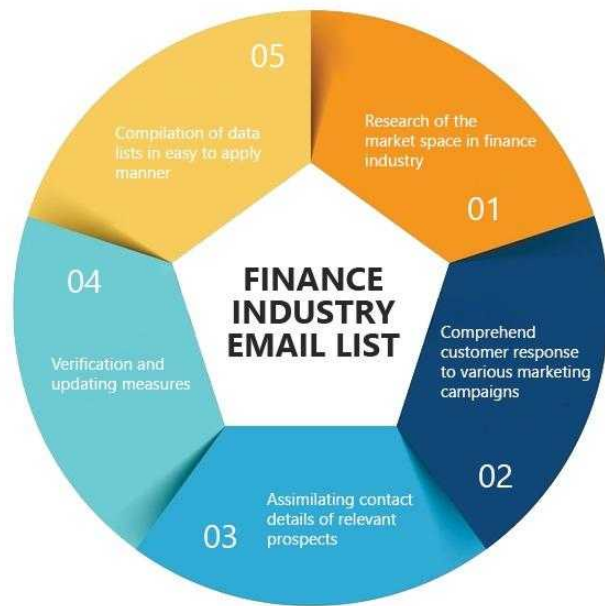 FINANCE
INDUSTRY
EMAIL LIST
Research of the
market space in finance
industry
01
Comprehend
customer response
to various marketing
campaigns
02
Assimilating contact
details of relevant
prospects
03
04
Verification and
updating measures
05
Compilation of data
lists in easy to apply
manner